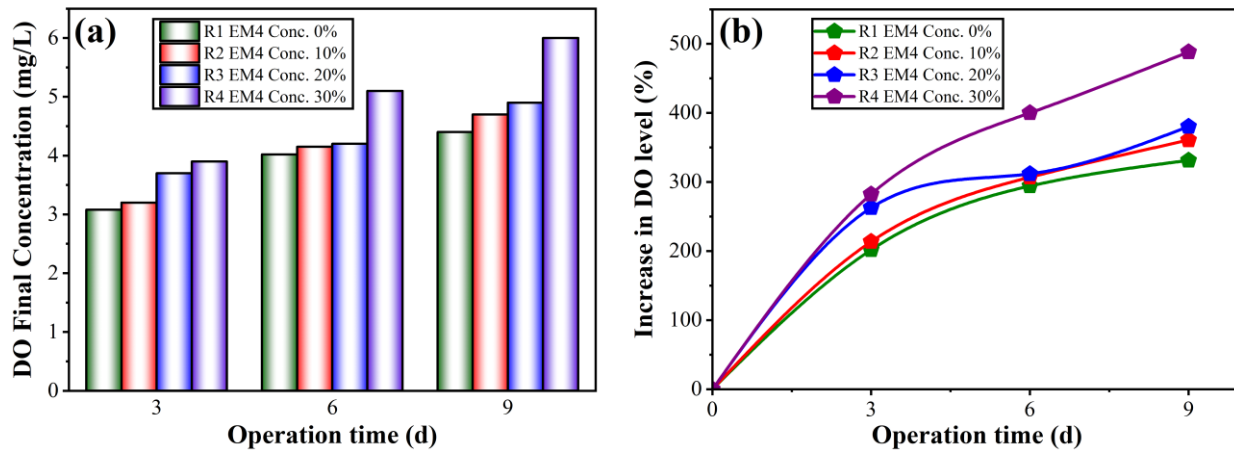 (a)
R1 EM4 Conc. 0%
R2 EM4 Conc. 10%
R3 EM4 Conc. 20%
R4 EM4 Conc. 30%
DO Final Concentration (mg/L)
6
5
4
3
2
1
0
3 6 9
Operation time (d)
(b)
R1 EM4 Conc. 0%
R2 EM4 Conc. 10%
R3 EM4 Conc. 20%
R4 EM4 Conc. 30%
Increase in DO level (%)
500
400
300
200
100
0
0 3 6 9
Operation time (d)